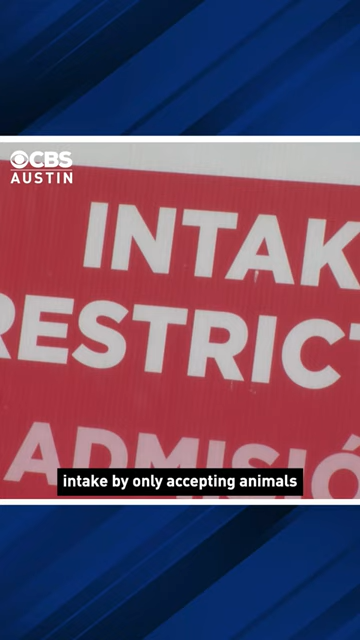 CBS
AUSTIN
INTAK
RESTRICT
ADMISIÓ
intake by only accepting animals